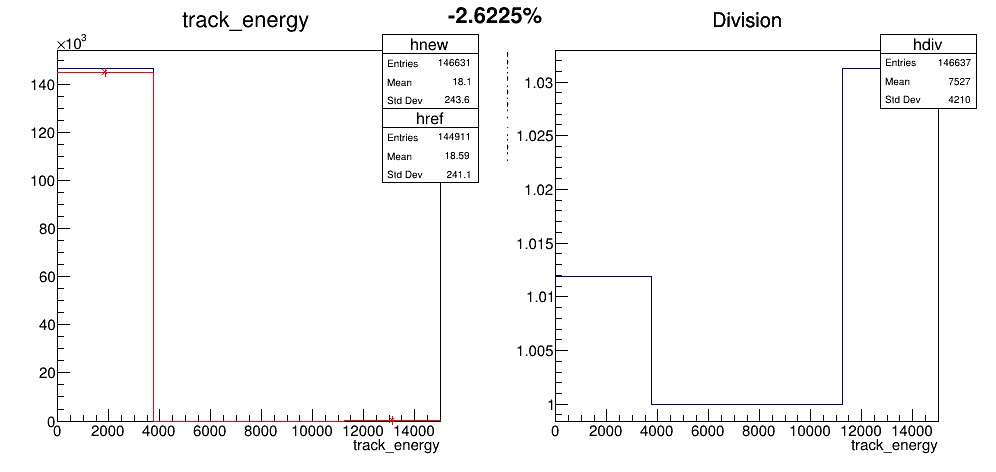 track_energy
-2.6225%
Division
×10³
hnew
Entries 146631
Mean 18.1
Std Dev 243.6
href
Entries 144911
Mean 18.59
Std Dev 241.1
140
120
100
80
60
40
20
0
0 2000 4000 6000 8000 10000 12000 14000
track_energy
hdiv
Entries 146637
Mean 7527
Std Dev 4210
1.03
1.025
1.02
1.015
1.01
1.005
1
0 2000 4000 6000 8000 10000 12000 14000
track_energy